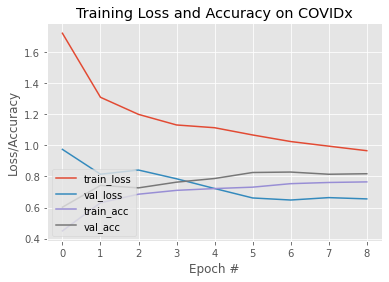 Training Loss and Accuracy on COVIDx
Loss/Accuracy
1.6
1.4
1.2
1.0
0.8
0.6
0.4
train_loss
val_loss
train_acc
val_acc
0 1 2 3 4 5 6 7 8
Epoch #